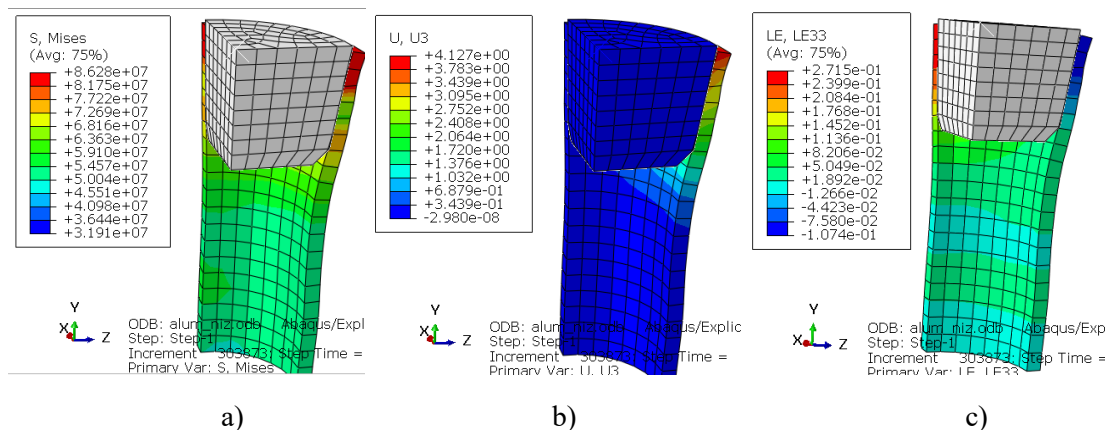 S, Mises
(Avg: 75%)
+8.628e+07
+8.175e+07
+7.722e+07
+7.269e+07
+6.816e+07
+6.363e+07
+5.910e+07
+5.457e+07
+5.004e+07
+4.551e+07
+4.098e+07
+3.644e+07
+3.191e+07
Y
X Z
ODB: alum_niz.odb Abaqus/Expl
Step: Step-1
Increment 303873: Step Time =
Primary Var: S, Mises
a)
U, U3
+4.127e+00
+3.783e+00
+3.439e+00
+3.095e+00
+2.752e+00
+2.408e+00
+2.064e+00
+1.720e+00
+1.376e+00
+1.032e+00
+6.879e-01
+3.439e-01
-2.980e-08
Y
X Z
ODB: alum_niz.odb Abaqus/Explic
Step: Step-1
Increment 303873: Step Time =
Primary Var: U, U3
b)
LE, LE33
(Avg: 75%)
+2.715e-01
+2.399e-01
+2.084e-01
+1.768e-01
+1.452e-01
+1.136e-01
+8.206e-02
+5.049e-02
+1.892e-02
-1.266e-02
-4.423e-02
-7.580e-02
-1.074e-01
Y
X Z
ODB: alum_niz.odb Abaqus/Exp
Step: Step-1
Increment 303873: Step Time =
Primary Var: LE, LE33
c)